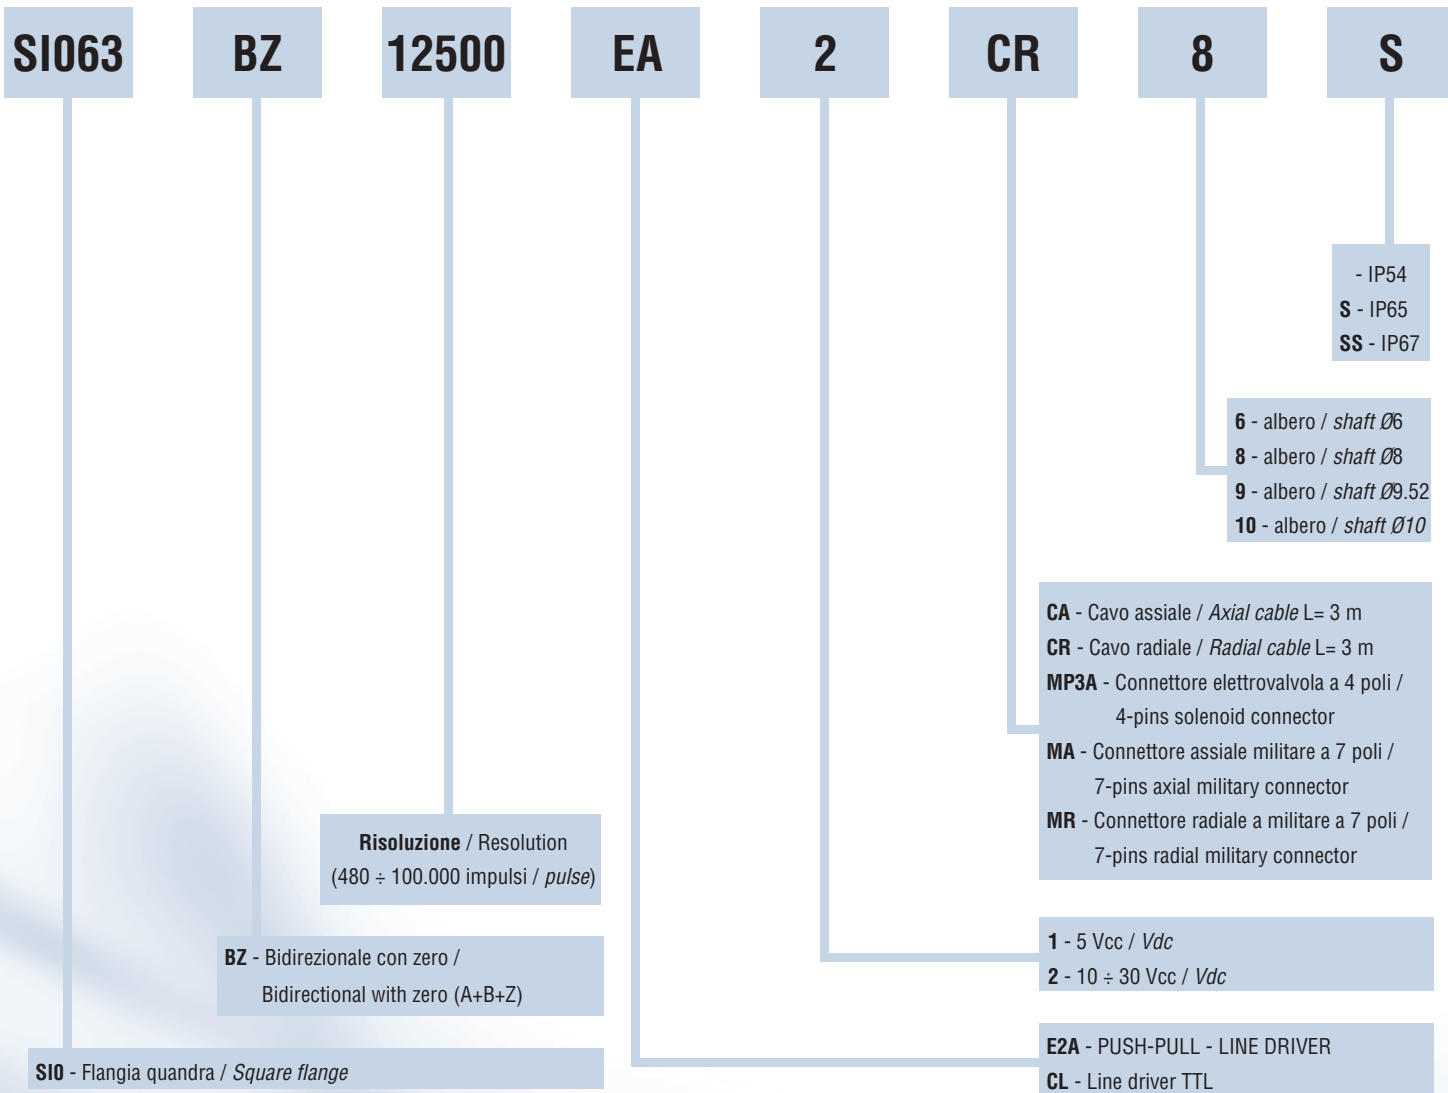 SI063 BZ 12500 EA 2 CR 8 S
- IP54
S - IP65
SS - IP67
6 - albero / shaft Ø6
8 - albero / shaft Ø8
9 - albero / shaft Ø9.52
10 - albero / shaft Ø10
CA - Cavo assiale / Axial cable L= 3 m
CR - Cavo radiale / Radial cable L= 3 m
MP3A - Connettore elettrovalvola a 4 poli /
4-pins solenoid connector
MA - Connettore assiale militare a 7 poli /
7-pins axial military connector
MR - Connettore radiale a militare a 7 poli /
7-pins radial military connector
Risoluzione / Resolution
(480 ÷ 100.000 impulsi / pulse)
1 - 5 Vcc / Vdc
2 - 10 ÷ 30 Vcc / Vdc
BZ - Bidirezionale con zero /
Bidirectional with zero (A+B+Z)
E2A - PUSH-PULL - LINE DRIVER
CL - Line driver TTL
SI0 - Flangia quandra / Square flange